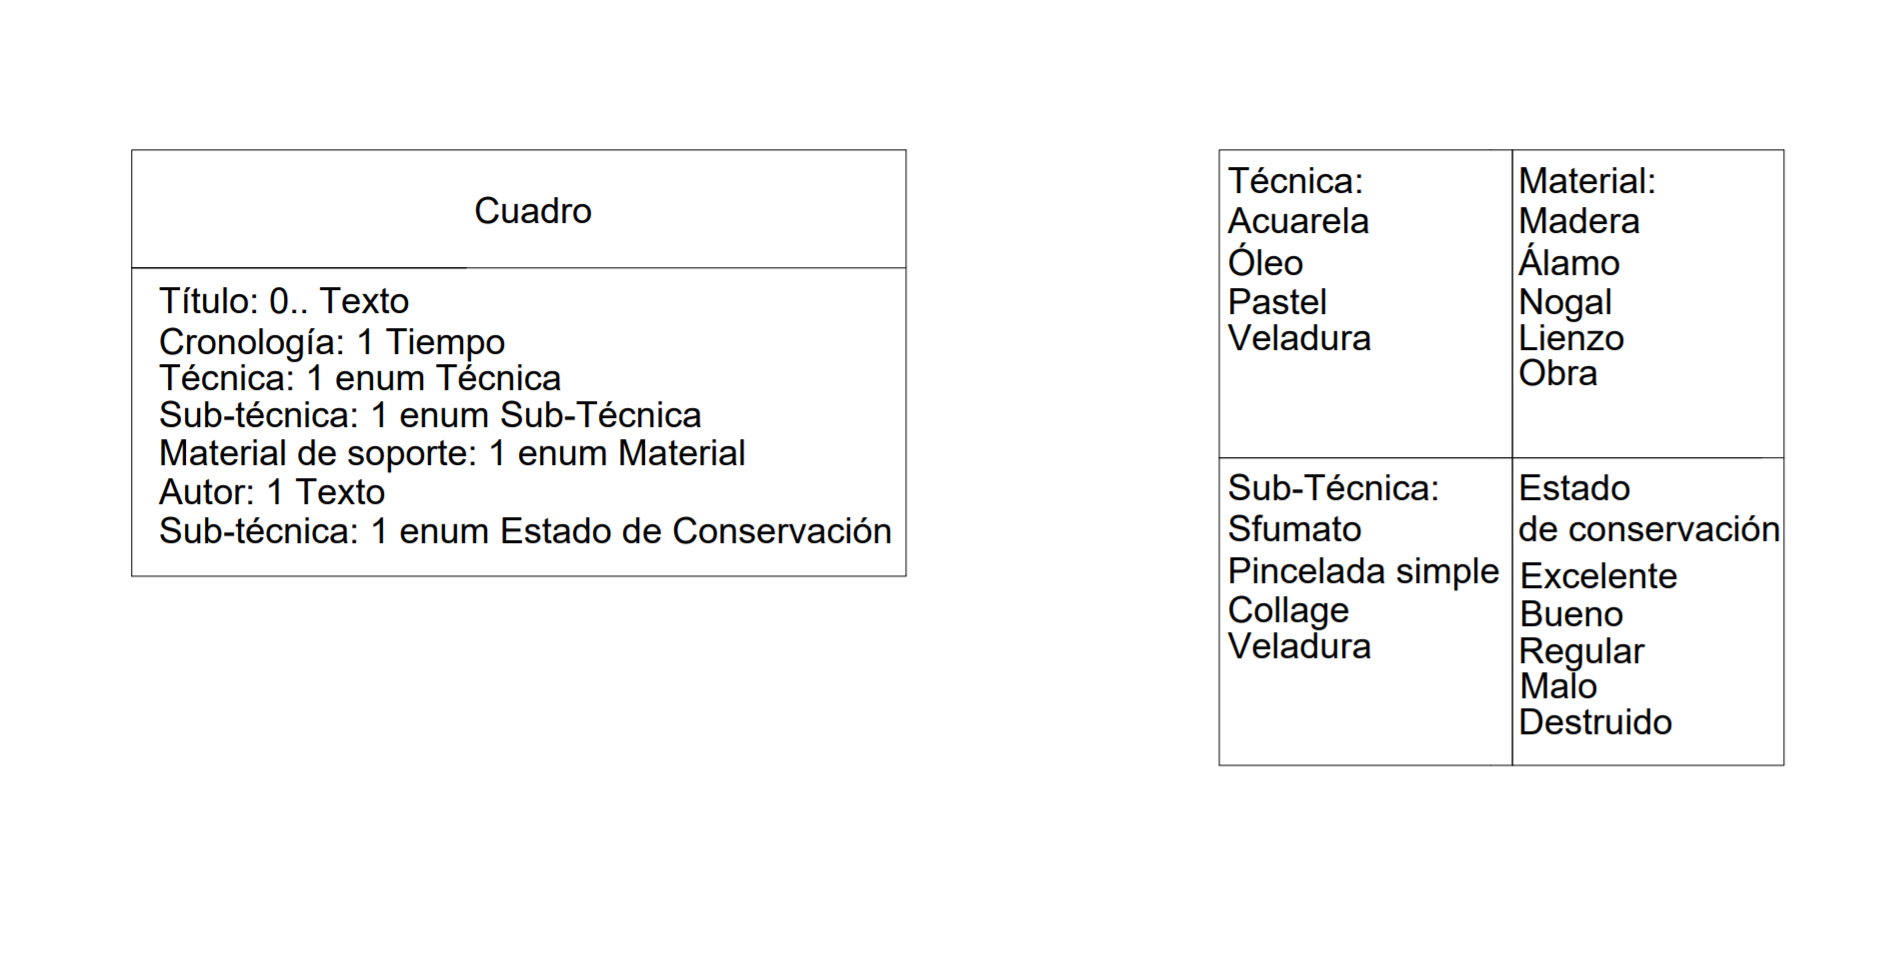 Cuadro
Título: 0.. Texto
Cronología: 1 Tiempo
Técnica: 1 enum Técnica
Sub-técnica: 1 enum Sub-Técnica
Material de soporte: 1 enum Material
Autor: 1 Texto
Sub-técnica: 1 enum Estado de Conservación
Técnica:
Acuarela
Óleo
Pastel
Veladura
Material:
Madera
Álamo
Nogal
Lienzo
Obra
Sub-Técnica:
Sfumato
Pincelada simple
Collage
Veladura
Estado
de conservación
Excelente
Bueno
Regular
Malo
Destruido